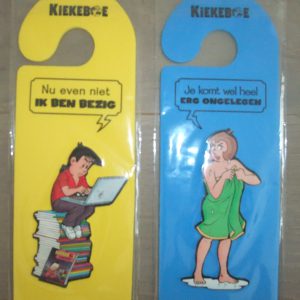 KIEKEBOE
Nu even niet
IK BEN BEZIG
KIEKEBOE
Je komt wel heel
ERG ONGELEGEN